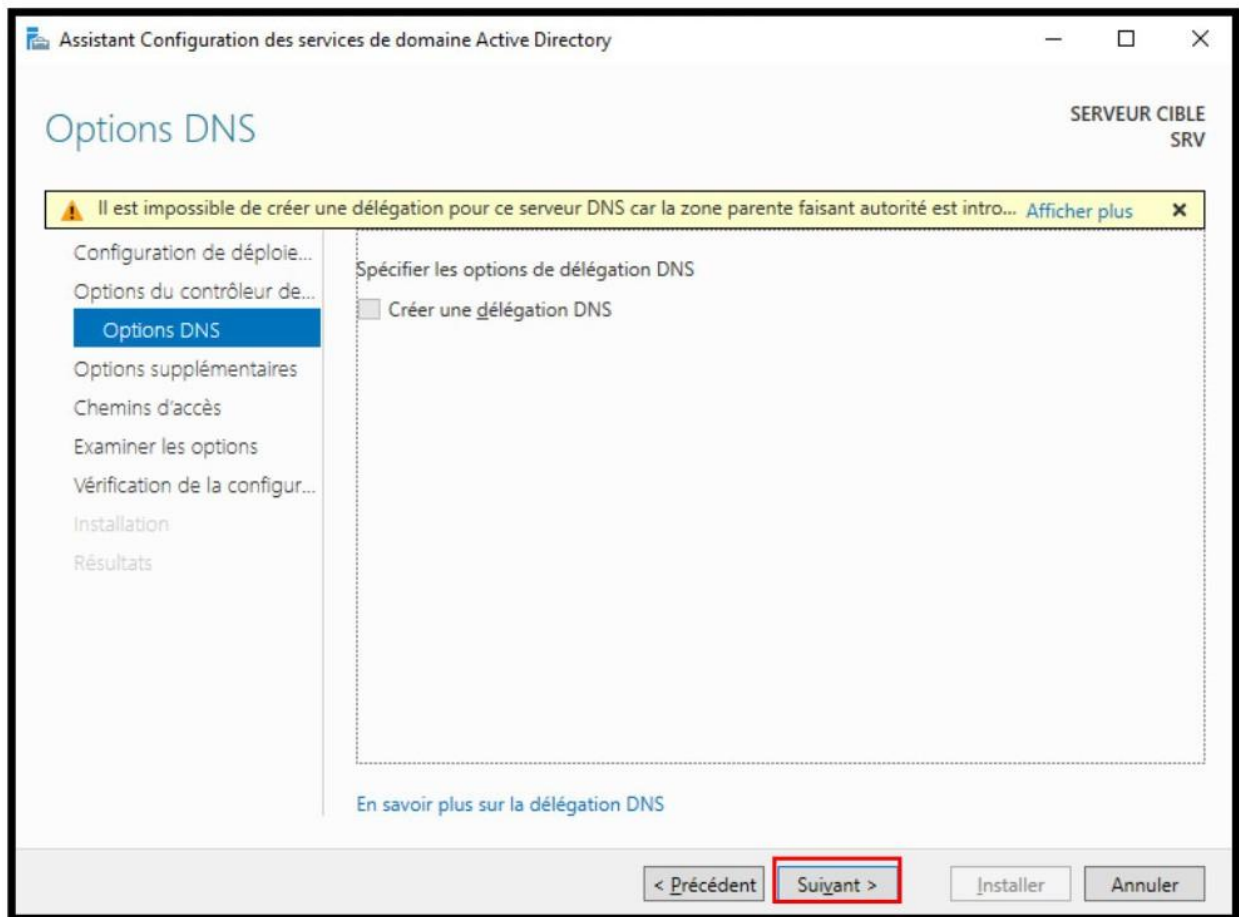 Assistant Configuration des services de domaine Active Directory
Options DNS
SERVEUR CIBLE
SRV
Il est impossible de créer une délégation pour ce serveur DNS car la zone parente faisant autorité est intro... Afficher plus
Configuration de déploie...
Options du contrôleur de...
Options DNS
Options supplémentaires
Chemins d'accès
Examiner les options
Vérification de la configur...
Installation
Résultats
Spécifier les options de délégation DNS
Créer une délégation DNS
En savoir plus sur la délégation DNS
< Précédent
Suivant >
Installer
Annuler